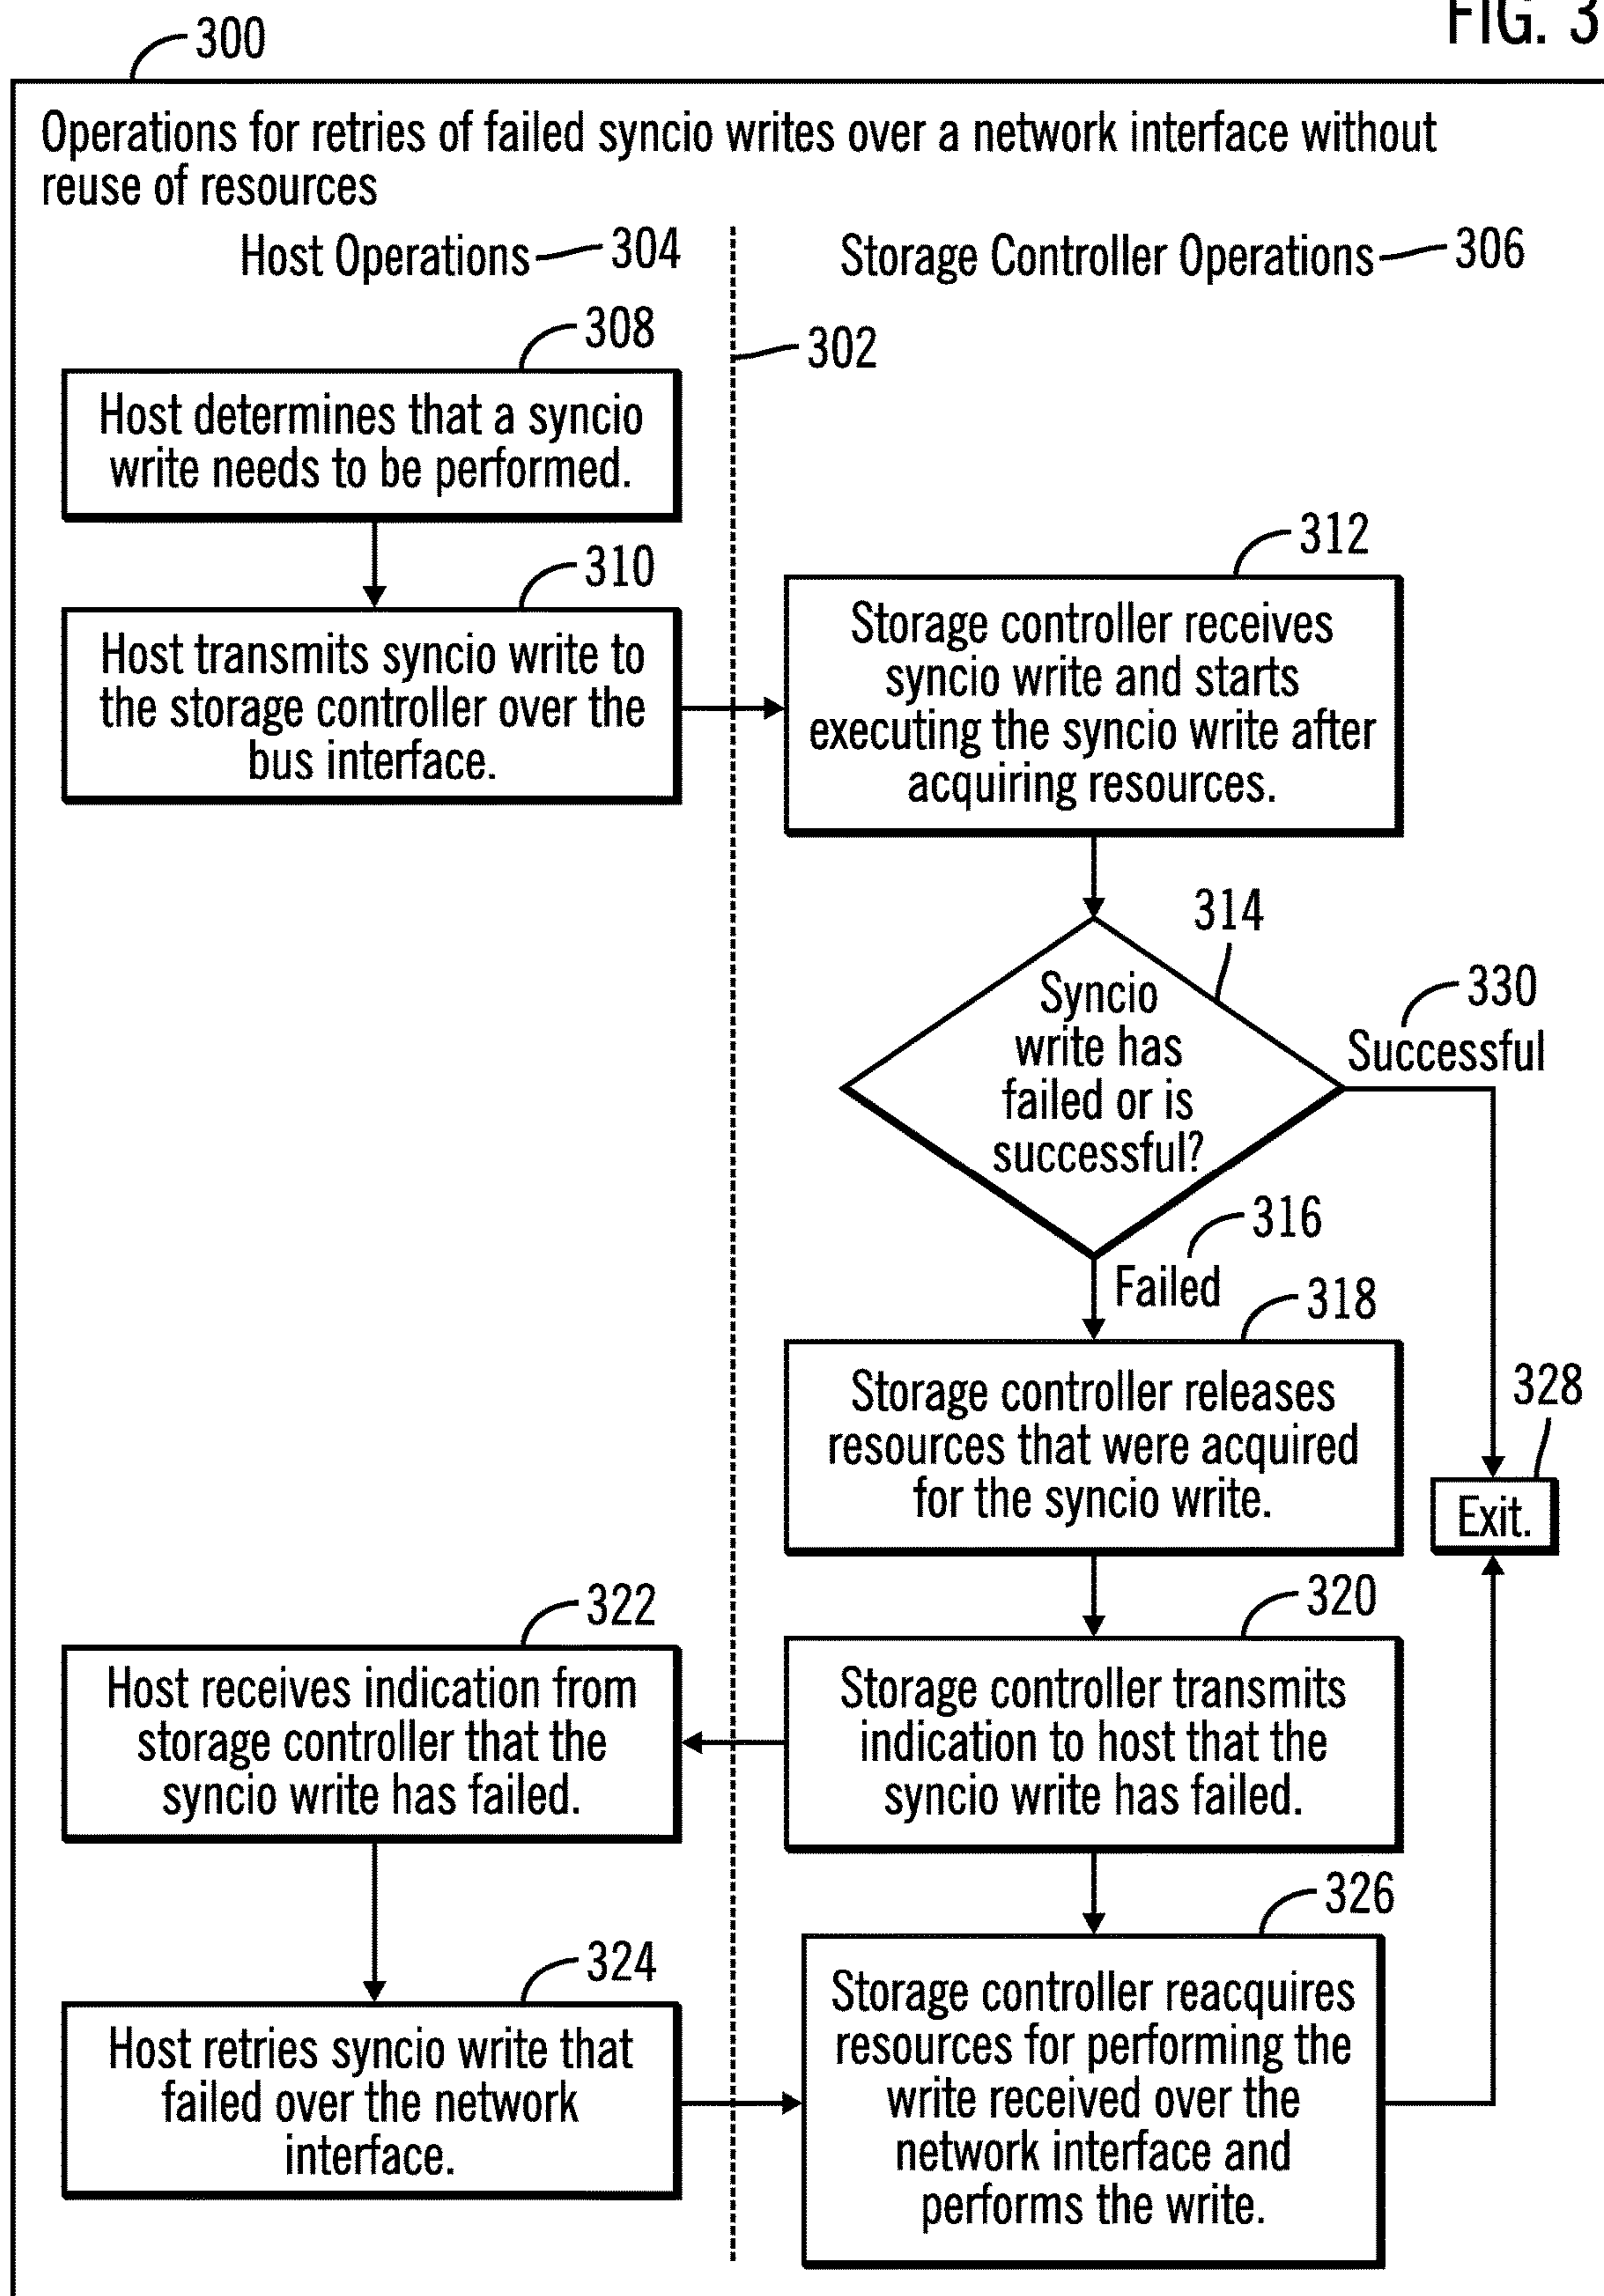 FIG. 3
300
Operations for retries of failed syncio writes over a network interface without
reuse of resources
Host Operations 304
Storage Controller Operations 306
302
308
Host determines that a syncio
write needs to be performed.
310
Host transmits syncio write to
the storage controller over the
bus interface.
312
Storage controller receives
syncio write and starts
executing the syncio write after
acquiring resources.
314
Syncio
write has
failed or is
successful?
330
Successful
316
Failed
318
Storage controller releases
resources that were acquired
for the syncio write.
328
Exit.
320
Storage controller transmits
indication to host that the
syncio write has failed.
322
Host receives indication from
storage controller that the
syncio write has failed.
324
Host retries syncio write that
failed over the network
interface.
326
Storage controller reacquires
resources for performing the
write received over the
network interface and
performs the write.